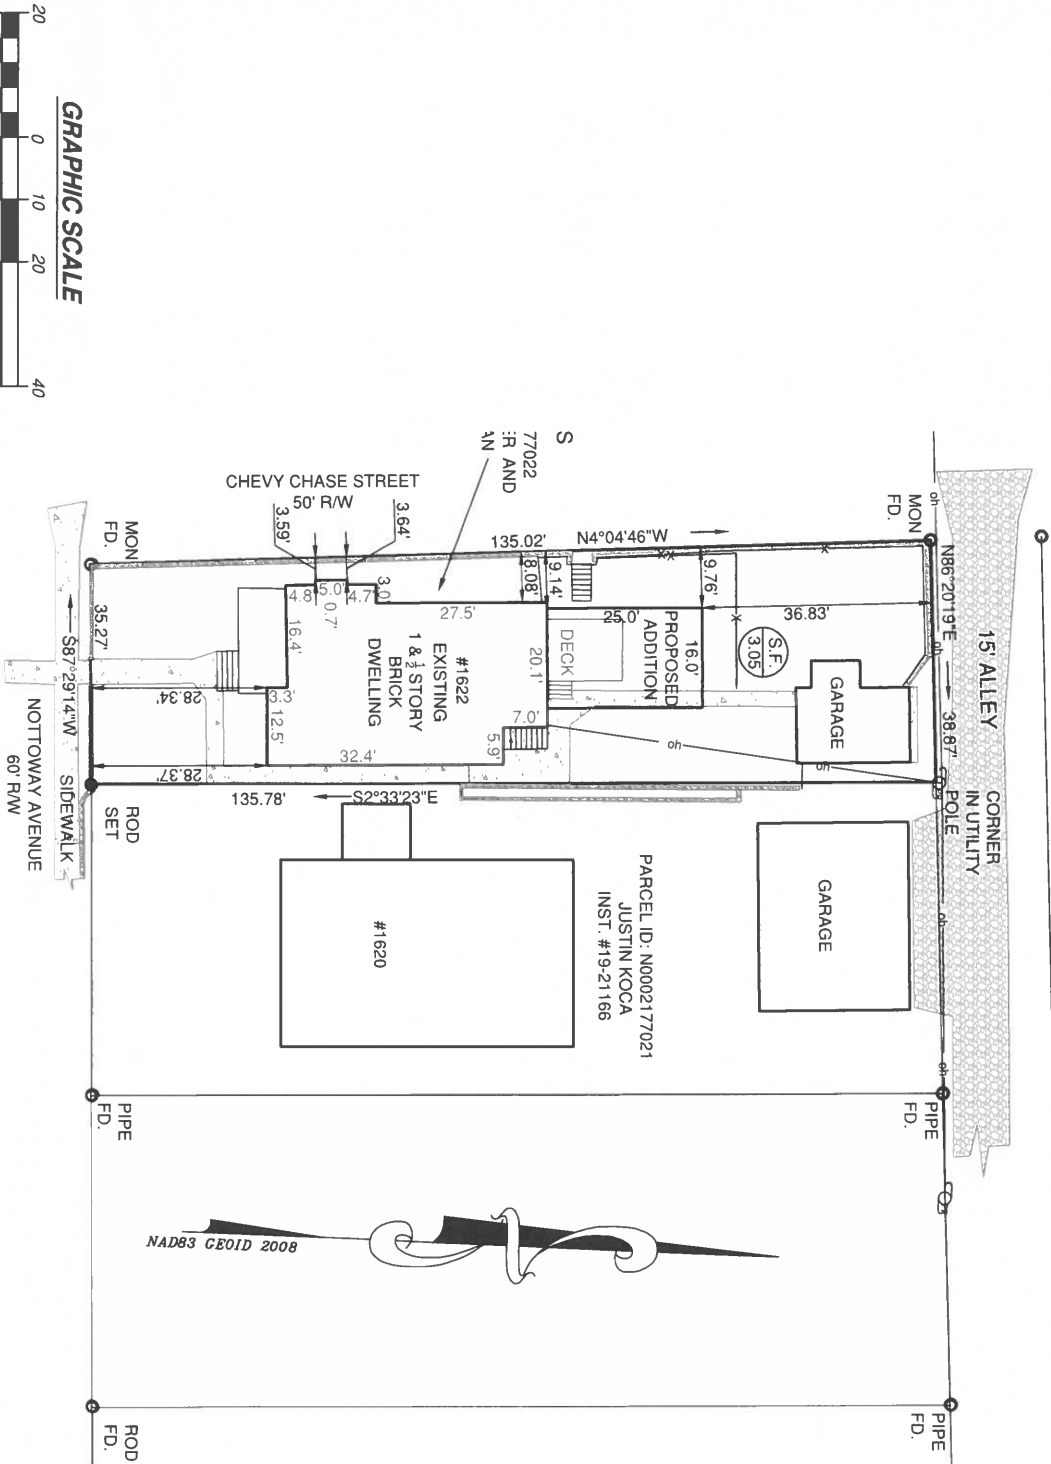 GRAPHIC SCALE
20
0
10
20
40
S
77022
AND
CHEVY CHASE STREET
50' R/W
3.59'
3.64'
MON
FD.
MON
FD.
135.02'
N4°04'46"W
15' ALLEY
N86°20'19"E
38.87'
CORNER
IN UTILITY
POLE
oh
oh
oh
oh
oh
oh
8.08'
9.14'
9.76'
36.83'
S.F.
3.05
GARAGE
16.0'
PROPOSED
ADDITION
25.0'
DECK
20.1'
7.0'
5.9'
27.5'
3.0'
4.7'
5.0'
0.7'
4.8'
16.4'
3.3'
12.5'
32.4'
#1622
EXISTING
1 & ½ STORY
BRICK
DWELLING
28.34'
28.37'
35.27'
S87°29'14"W
SIDEWALK
NOTTOWAY AVENUE
60' R/W
ROD
SET
135.78'
S2°33'23"E
PARCEL ID: N0002177021
JUSTIN KOCA
INST. #19-21166
GARAGE
#1620
PIPE
FD.
PIPE
FD.
NAD83 GEOID 2008
PIPE
FD.
ROD
FD.